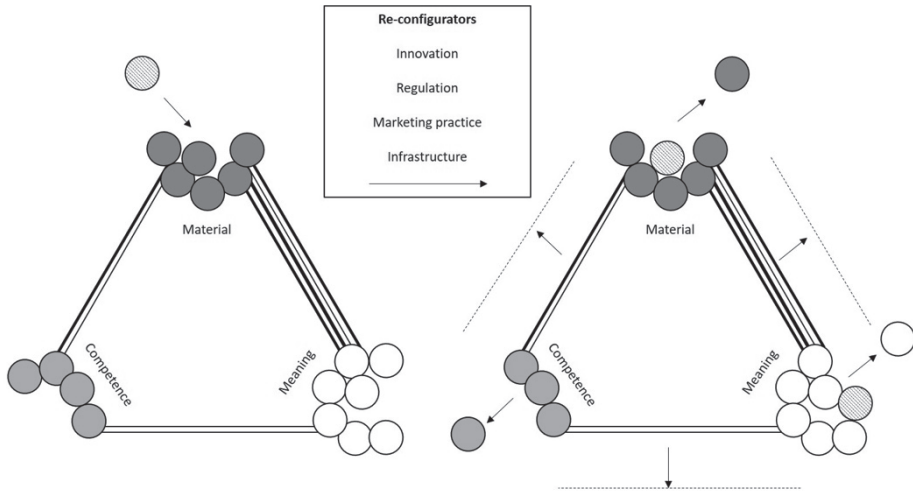 Re-configurators
Innovation
Regulation
Marketing practice
Infrastructure
Material
Competence
Meaning
Material
Competence
Meaning